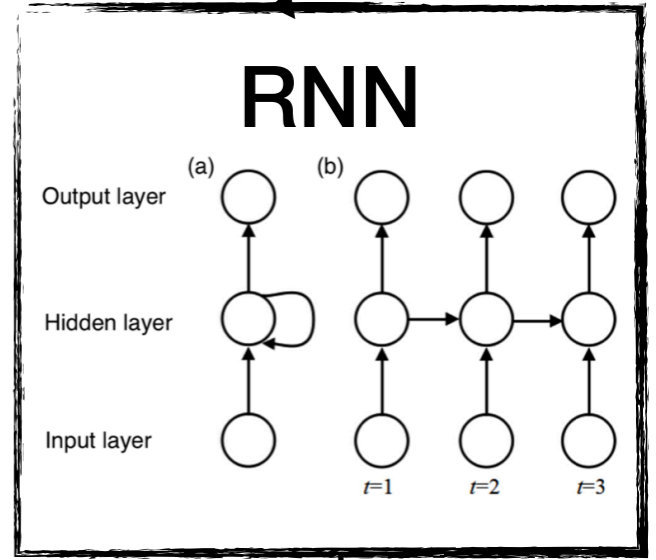 RNN
(a) (b)
Output layer
Hidden layer
Input layer
t=1 t=2 t=3